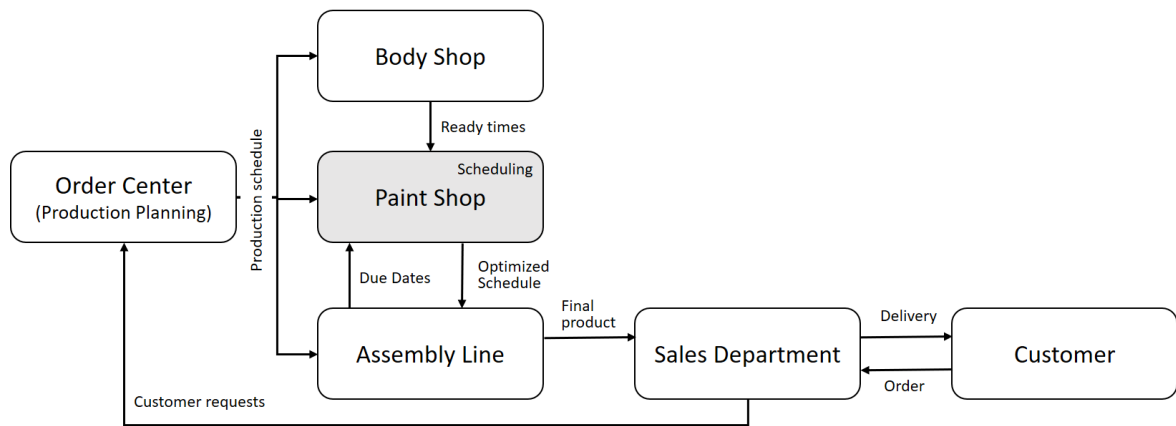 Body Shop
Ready times
Production schedule
Scheduling
Order Center
(Production Planning)
Paint Shop
Due Dates
Optimized
Schedule
Final
product
Assembly Line
Sales Department
Delivery
Order
Customer
Customer requests